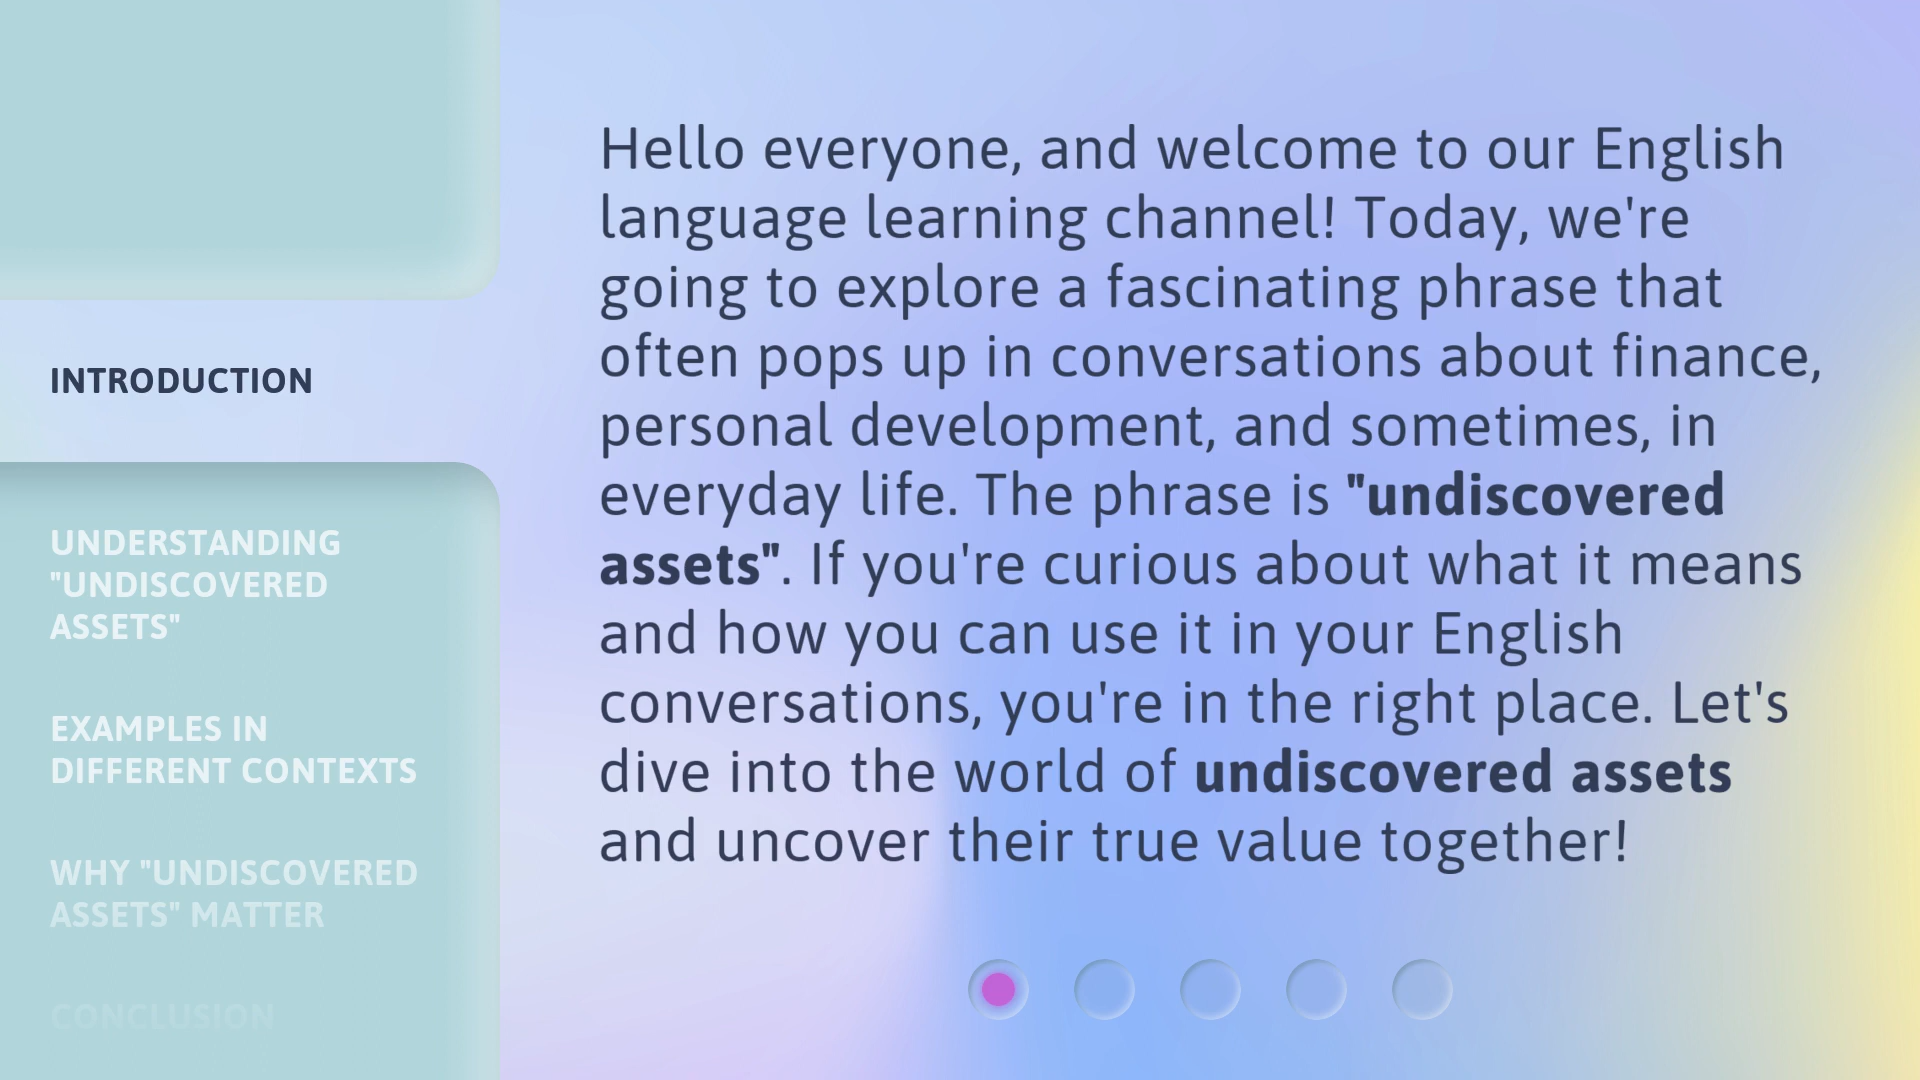 INTRODUCTION
UNDERSTANDING
"UNDISCOVERED
ASSETS"
EXAMPLES IN
DIFFERENT CONTEXTS
WHY "UNDISCOVERED
ASSETS" MATTER
CONCLUSION
Hello everyone, and welcome to our English
language learning channel! Today, we're
going to explore a fascinating phrase that
often pops up in conversations about finance,
personal development, and sometimes, in
everyday life. The phrase is "undiscovered
assets". If you're curious about what it means
and how you can use it in your English
conversations, you're in the right place. Let's
dive into the world of undiscovered assets
and uncover their true value together!